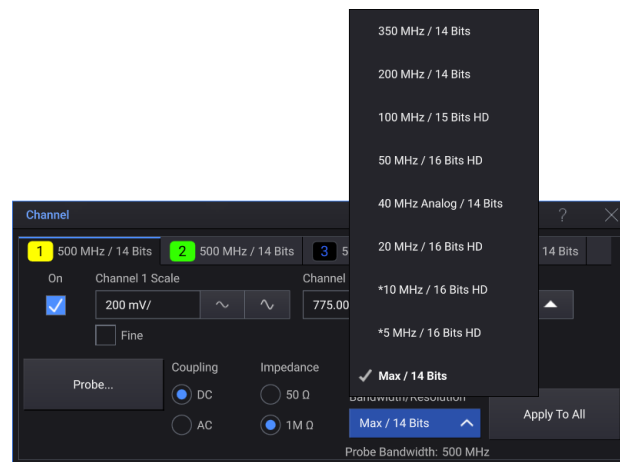 350 MHz / 14 Bits
200 MHz / 14 Bits
100 MHz / 15 Bits HD
50 MHz / 16 Bits HD
40 MHz Analog / 14 Bits
20 MHz / 16 Bits HD
*10 MHz / 16 Bits HD
*5 MHz / 16 Bits HD
Max / 14 Bits
Channel ?
1 500 MHz / 14 Bits 2 500 MHz / 14 Bits 3 5 14 Bits
On Channel 1 Scale Channel
200 mV/ 775.00
Fine
Probe...
Coupling Impedance
DC 50 Ω
AC 1M Ω
Bandwidth/Resolution
Max / 14 Bits
Apply To All
Probe Bandwidth: 500 MHz